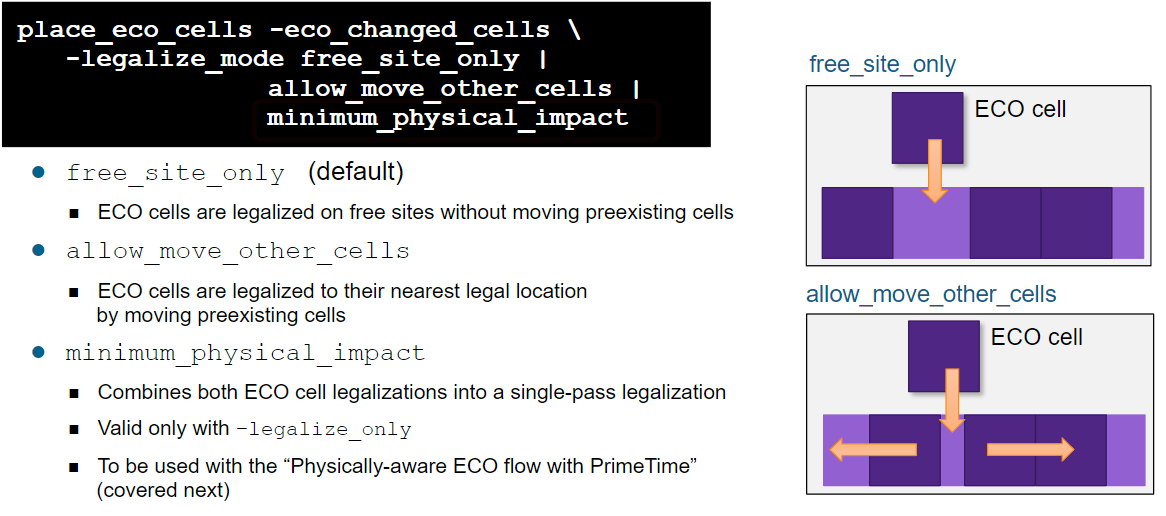 place_eco_cells -eco_changed_cells \
-legalize_mode free_site_only |
allow_move_other_cells |
minimum_physical_impact
● free_site_only (default)
■ ECO cells are legalized on free sites without moving preexisting cells
● allow_move_other_cells
■ ECO cells are legalized to their nearest legal location
by moving preexisting cells
● minimum_physical_impact
■ Combines both ECO cell legalizations into a single-pass legalization
■ Valid only with -legalize_only
■ To be used with the “Physically-aware ECO flow with PrimeTime”
(covered next)
free_site_only
ECO cell
allow_move_other_cells
ECO cell